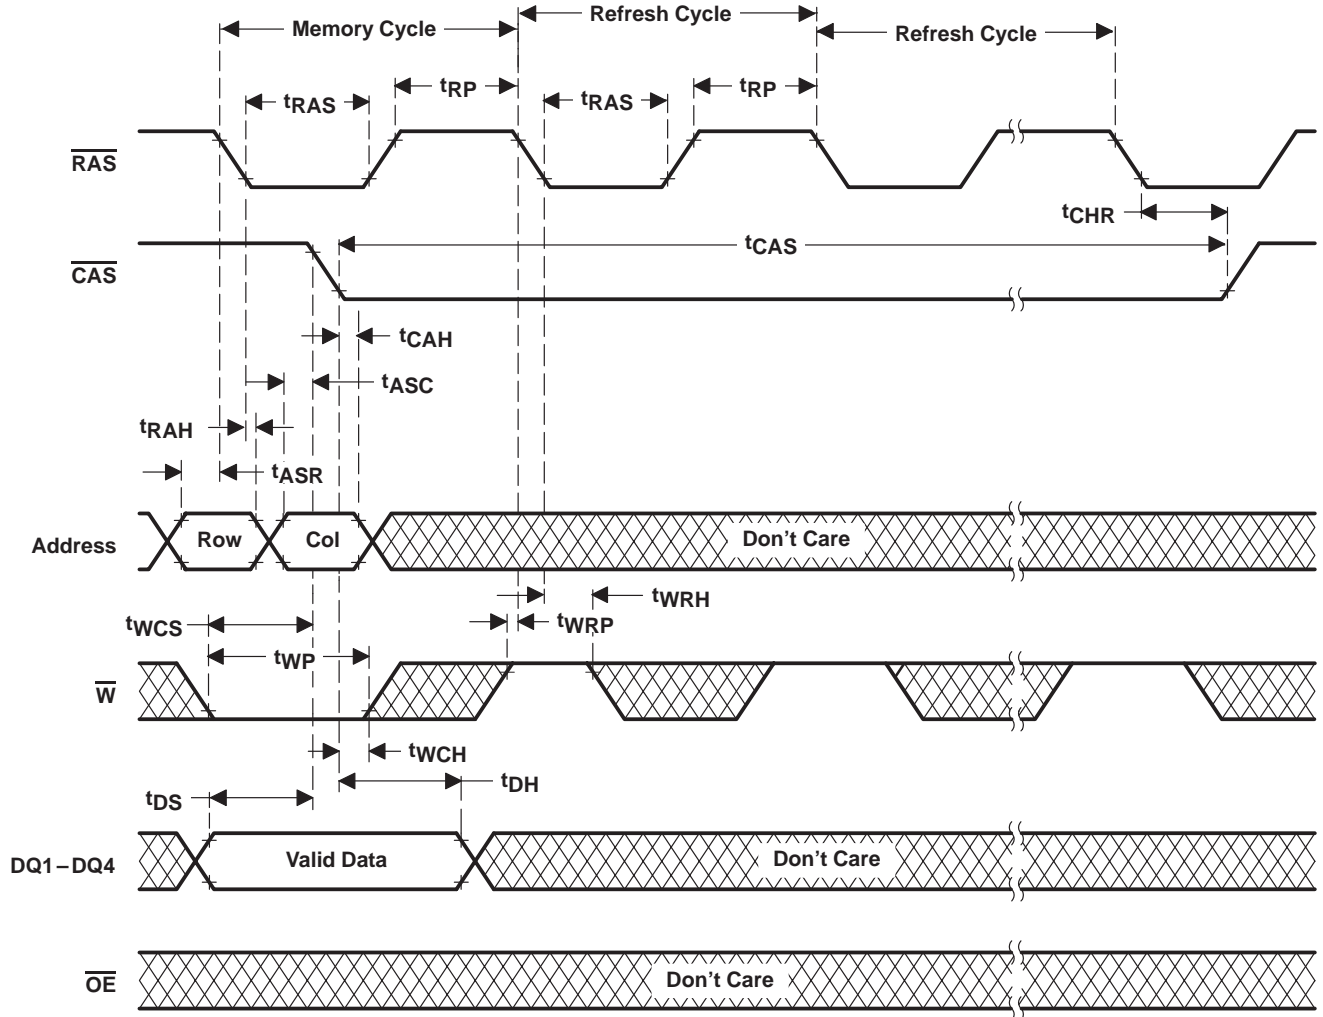 Memory Cycle
Refresh Cycle
Refresh Cycle
tRAS
tRP
tRAS
tRP
RAS
tCHR
tCAS
CAS
tCAH
tASC
tRAH
tASR
Address
Row
Col
Don't Care
tWRH
tWCS
tWRP
tWP
W
tWCH
tDH
tDS
DQ1–DQ4
Valid Data
Don't Care
OE
Don't Care